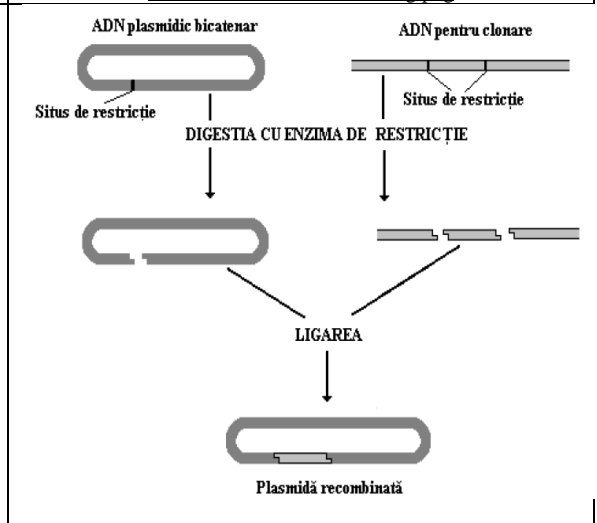 ADN plasmidic bicatenar
ADN pentru clonare
Situs de restricție
Situs de restricție
DIGESTIA CU ENZIMA DE RESTRICȚIE
LIGAREA
Plasmidă recombinată